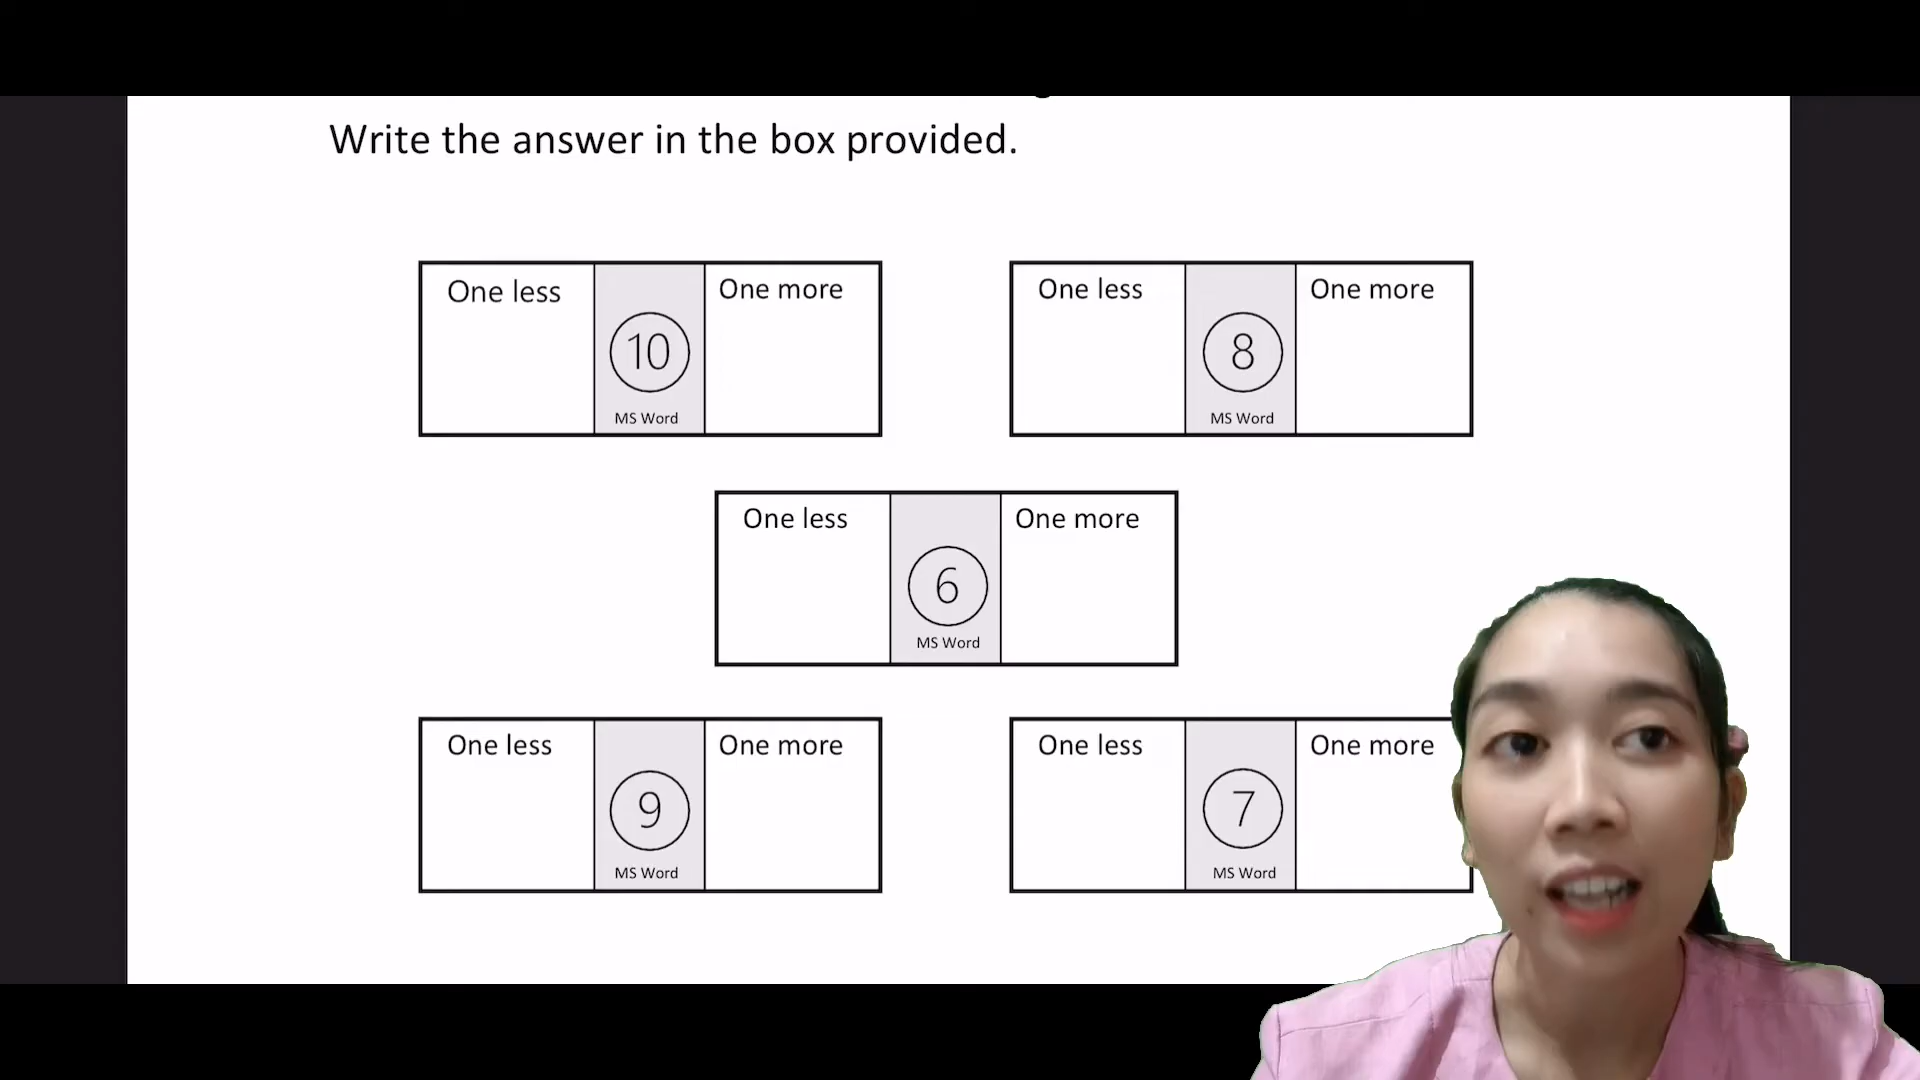 Write the answer in the box provided.
One less
10
MS Word
One more
One less
8
MS Word
One more
One less
6
MS Word
One more
One less
9
MS Word
One more
One less
7
MS Word
One more